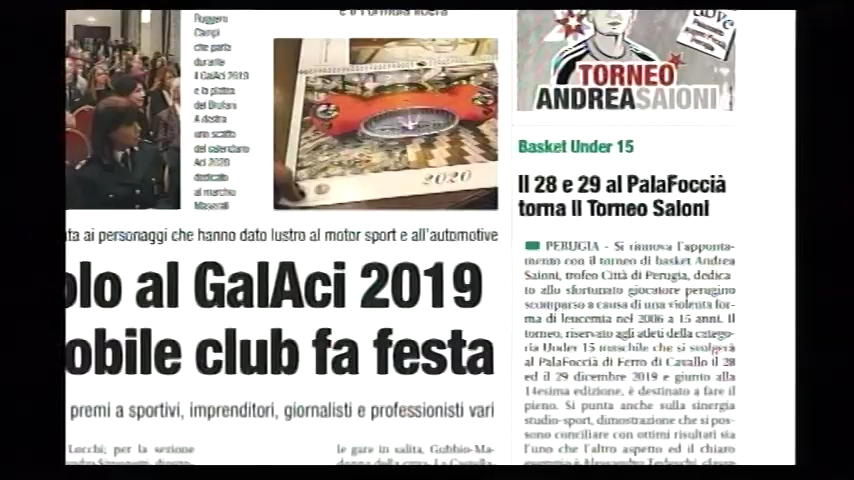 e il Formula libera
Ruggero
Campi
che parla
durante
il GalAci 2019
e la platea
del Brufani
A destra
uno scatto
del calendario
Aci 2020
dedicato
al marchio
Maserati
2020
ta ai personaggi che hanno dato lustro al motor sport e all'automotive
olo al GalAci 2019
obile club fa festa
premi a sportivi, imprenditori, giornalisti e professionisti vari
Locchi; per la sezione
le gare in salita, Gubbio-Ma-
TORNEO
ANDREASAIONI
Basket Under 15
Il 28 e 29 al PalaFoccià
torna il Torneo Saloni
PERUGIA - Si rinnova l'appunta-
mento con il torneo di basket Andrea
Saioni, trofeo Città di Perugia, dedica
to allo sfortunato giocatore perugino
scomparso a causa di una violenta for-
ma di leucemia nel 2006 a 15 anni. Il
torneo, riservato agli atleti della catego-
ria Under 15 maschile che si svolgerà
al PalaFoccià di Ferro di Cavallo il 28
ed il 29 dicembre 2019 e giunto alla
14esima edizione, è destinato a fare il
pieno. Si punta anche sulla sinergia
studio-sport, dimostrazione che si pos-
sono conciliare con ottimi risultati sia
l'uno che l'altro aspetto ed il chiaro